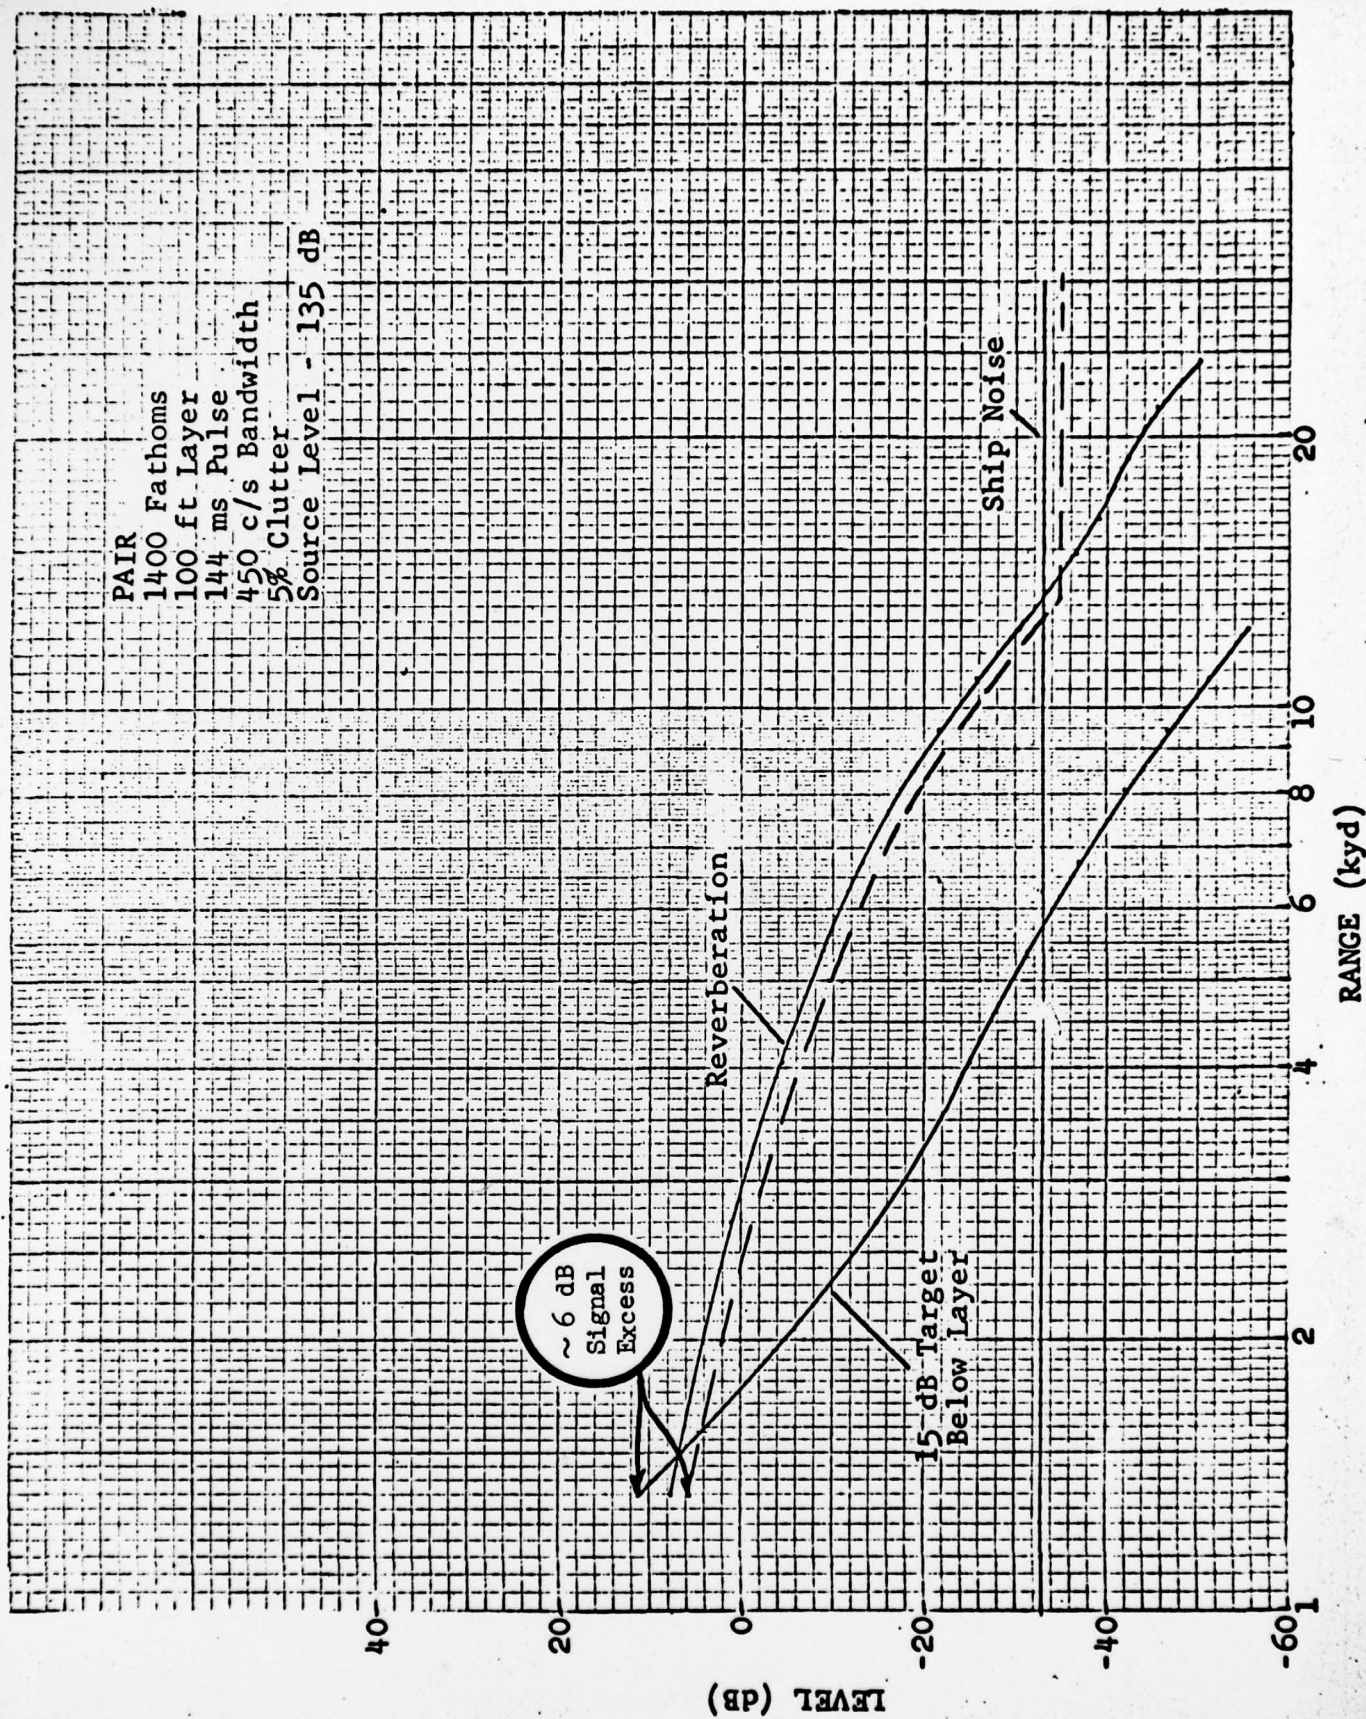 PAIR
1400 Fathoms
100 ft Layer
144 ms Pulse
450 c/s Bandwidth
5% Clutter
Source Level - 135 dB
~ 6 dB
Signal
Excess
Reverberation
Ship Noise
15 dB Target
Below Layer
LEVEL (dB)
40
20
0
-20
-40
-60
1
2
4
6
8
10
20
RANGE (kyd)